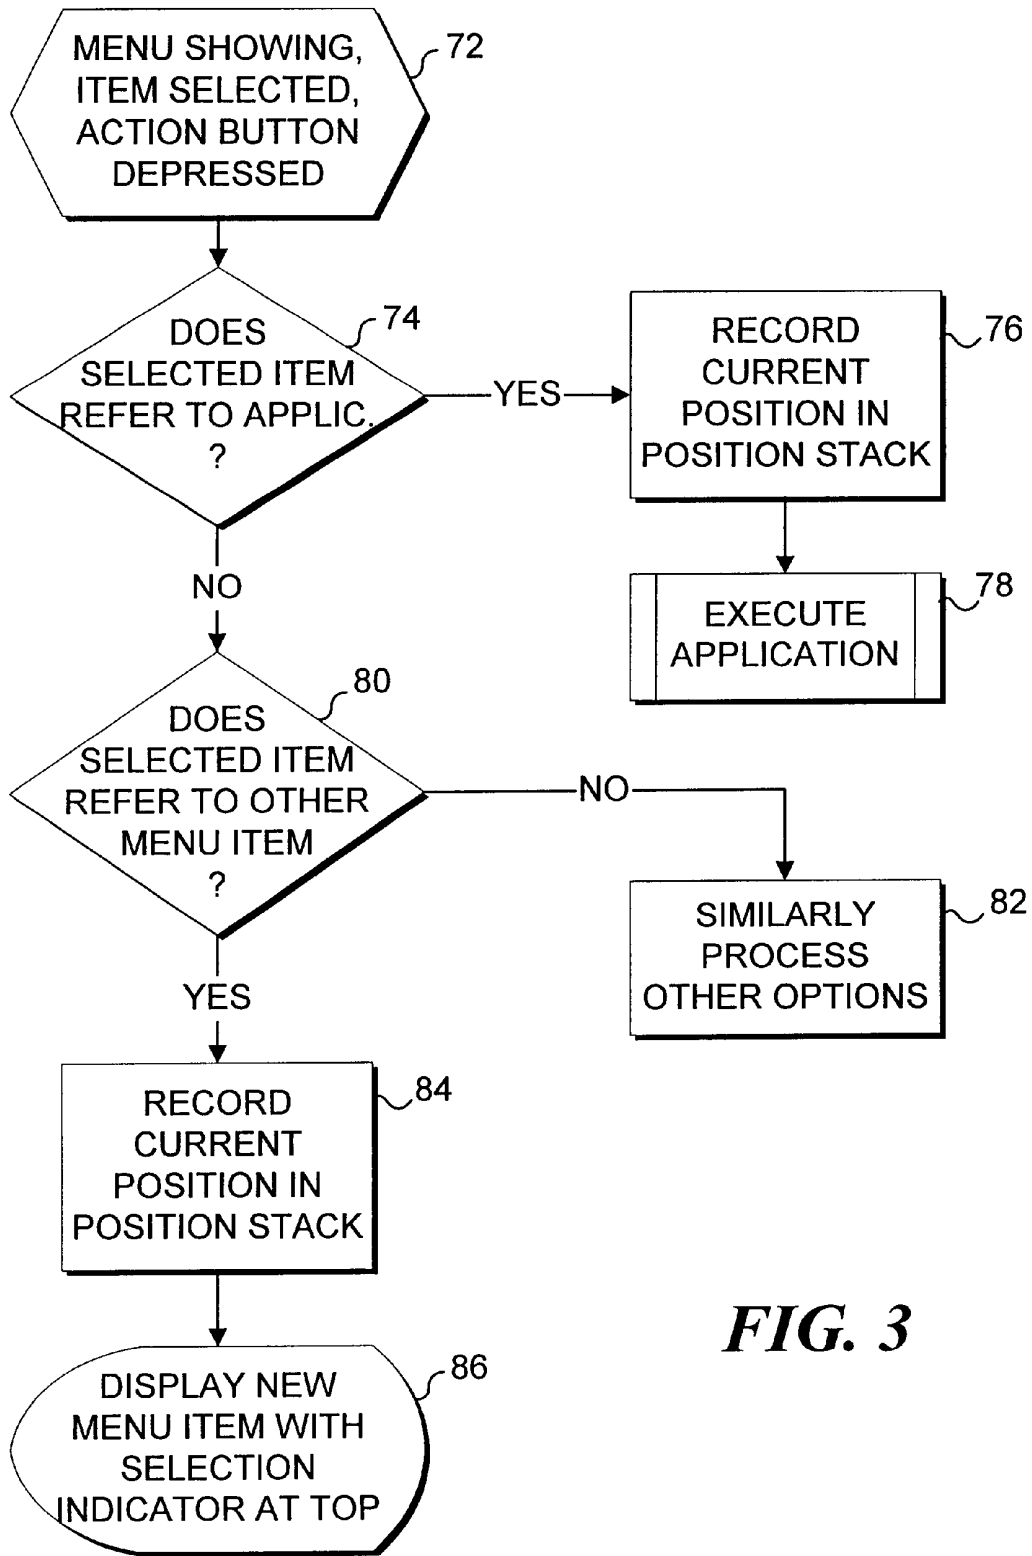 MENU SHOWING,
ITEM SELECTED,
ACTION BUTTON
DEPRESSED
72
DOES
SELECTED ITEM
REFER TO APPLIC.
?
74
YES
RECORD
CURRENT
POSITION IN
POSITION STACK
76
EXECUTE
APPLICATION
78
NO
DOES
SELECTED ITEM
REFER TO OTHER
MENU ITEM
?
80
NO
SIMILARLY
PROCESS
OTHER OPTIONS
82
YES
RECORD
CURRENT
POSITION IN
POSITION STACK
84
DISPLAY NEW
MENU ITEM WITH
SELECTION
INDICATOR AT TOP
86
FIG. 3